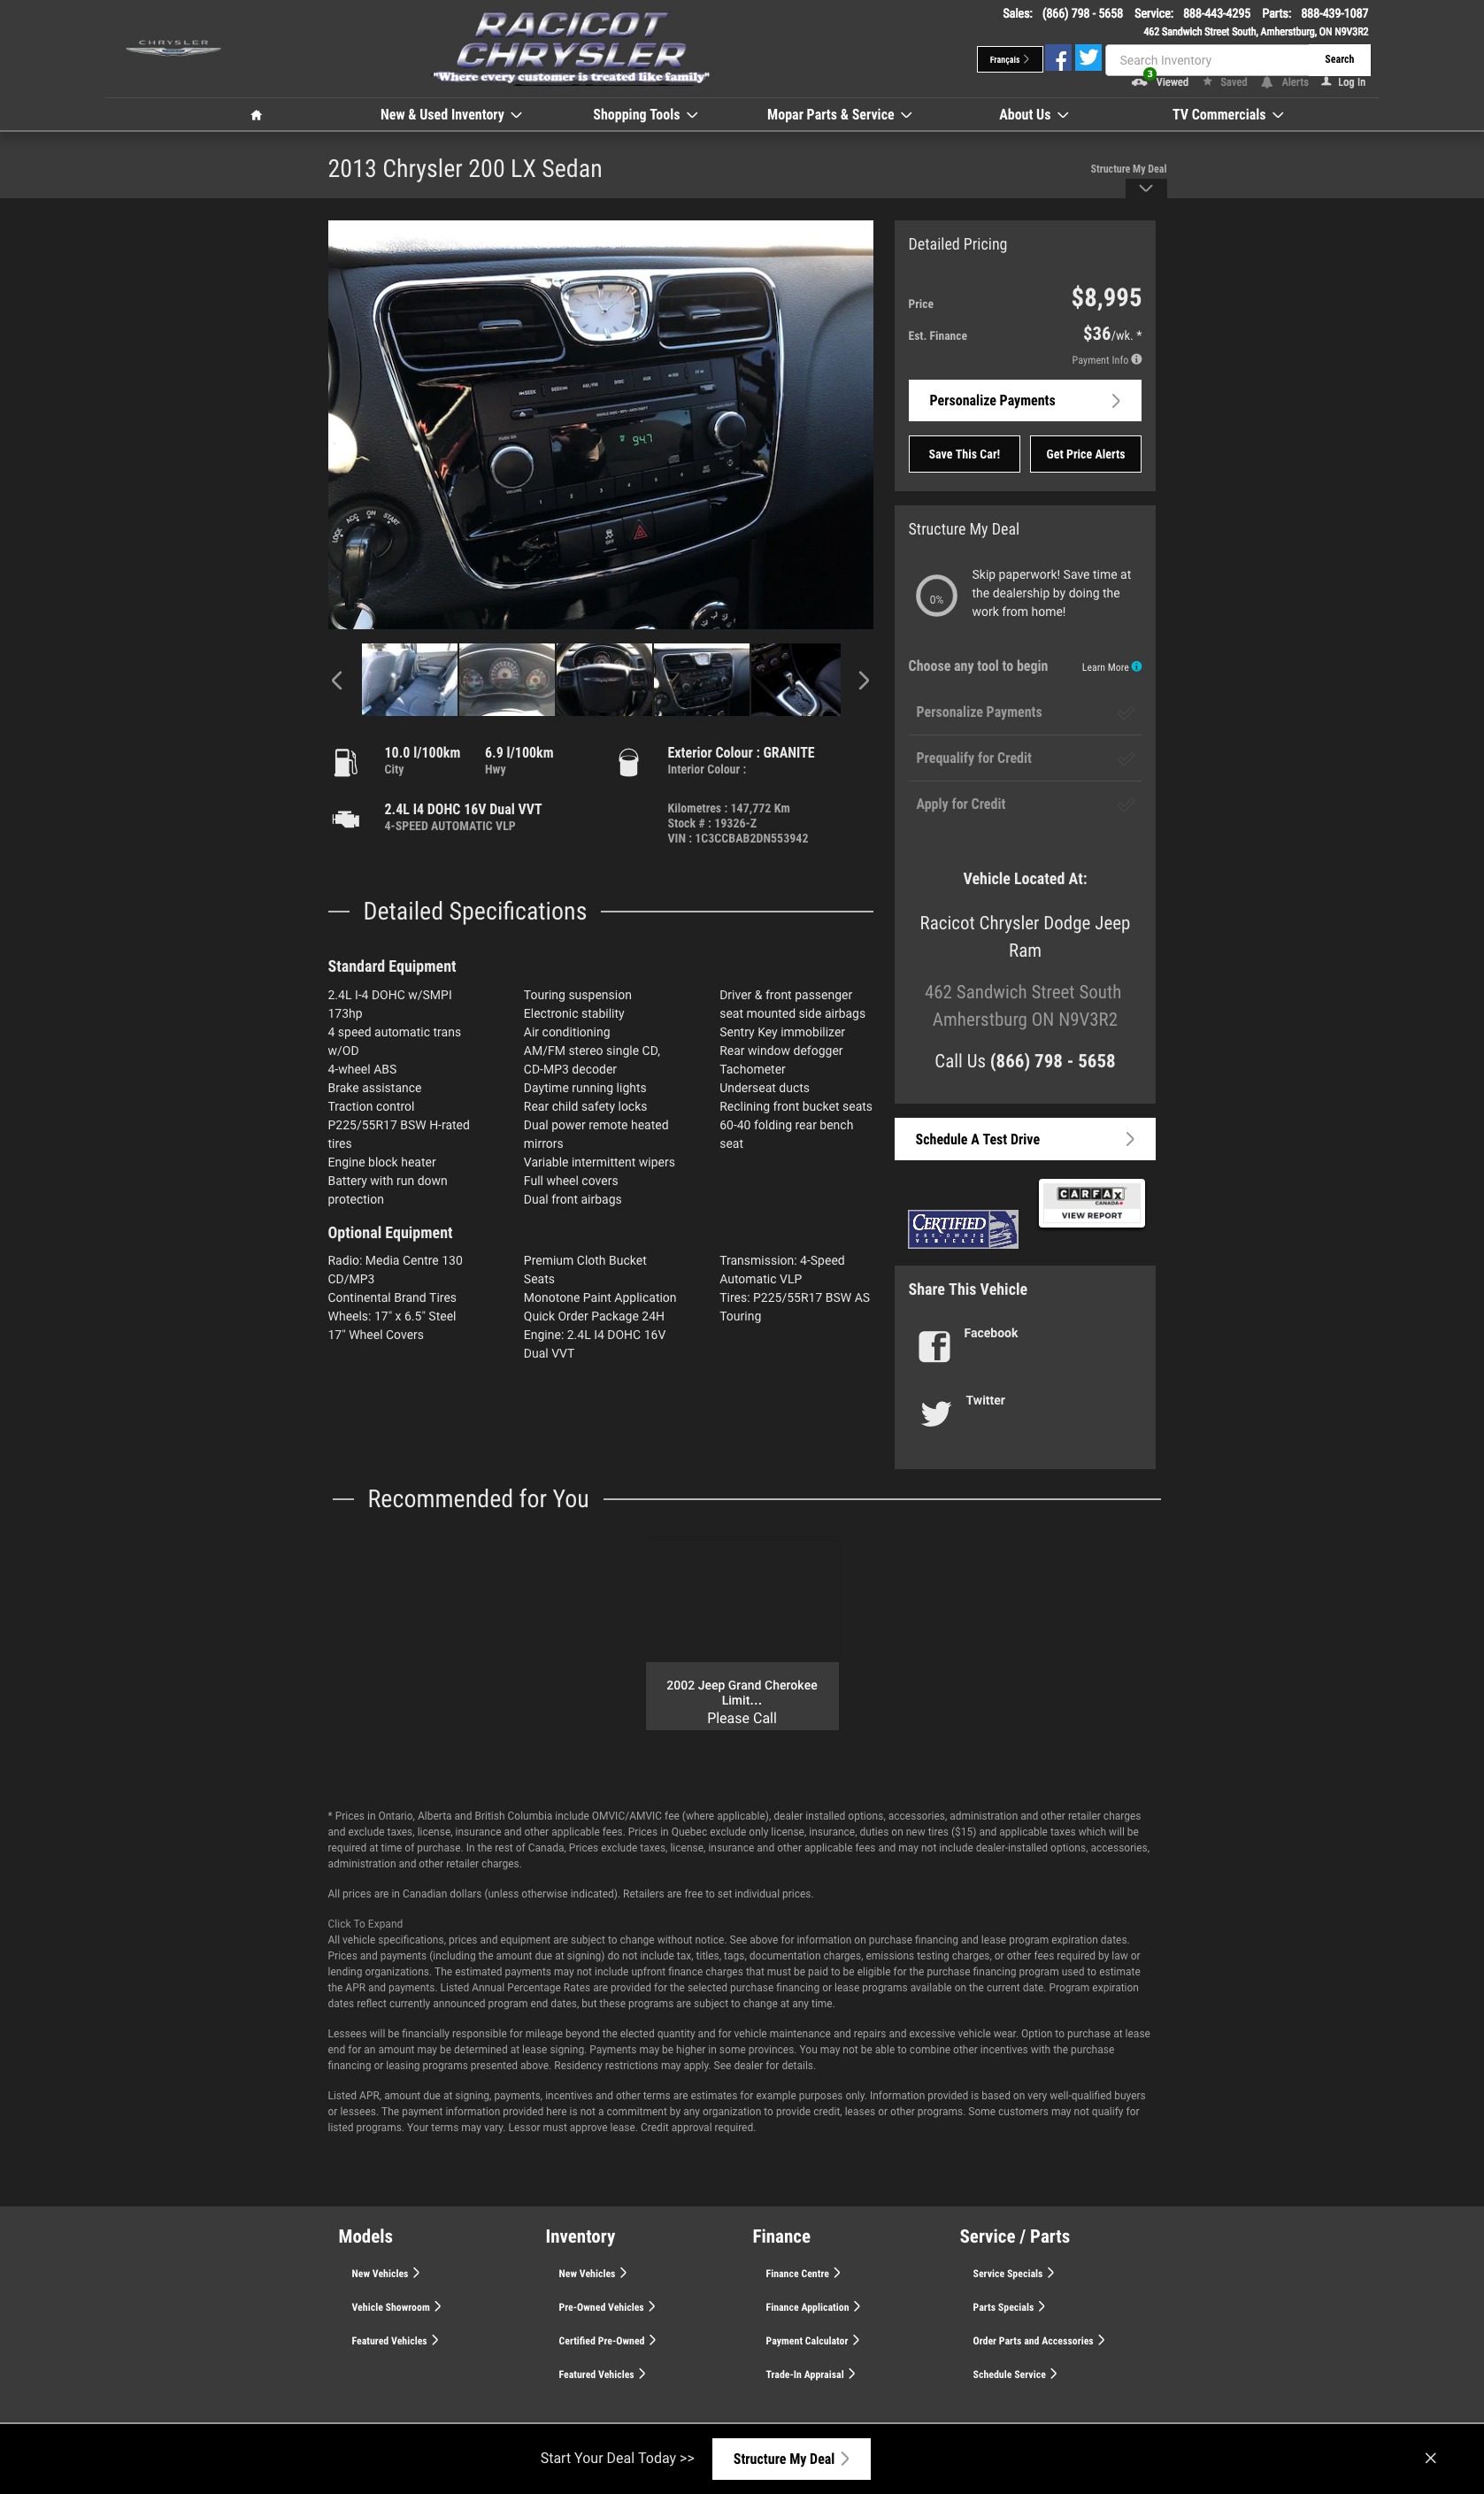 CHRYSLER
RACICOT
CHRYSLER
"Where every customer is treated like family"
Sales: (866) 798 - 5658 Service: 888-443-4295 Parts: 888-439-1087
462 Sandwich Street South, Amherstburg, ON N9V3R2
Français
Search Inventory
Search
3
Viewed
Saved
Alerts
Log In
New & Used Inventory
Shopping Tools
Mopar Parts & Service
About Us
TV Commercials
2013 Chrysler 200 LX Sedan
Structure My Deal
94.7
LOCK ACC ON START
OFF
Detailed Pricing
Price $8,995
Est. Finance $36/wk. *
Payment Info
Personalize Payments
Save This Car!
Get Price Alerts
Structure My Deal
0%
Skip paperwork! Save time at
the dealership by doing the
work from home!
Choose any tool to begin Learn More
Personalize Payments
Prequalify for Credit
Apply for Credit
Vehicle Located At:
Racicot Chrysler Dodge Jeep
Ram
462 Sandwich Street South
Amherstburg ON N9V3R2
Call Us (866) 798 - 5658
Schedule A Test Drive
CERTIFIED
PRE-OWNED
VEHICLES
CARFAX
CANADA
VIEW REPORT
Share This Vehicle
Facebook
Twitter
10.0 l/100km 6.9 l/100km
City Hwy
Exterior Colour : GRANITE
Interior Colour :
2.4L I4 DOHC 16V Dual VVT
4-SPEED AUTOMATIC VLP
Kilometres : 147,772 Km
Stock # : 19326-Z
VIN : 1C3CCBAB2DN553942
Detailed Specifications
Standard Equipment
2.4L I-4 DOHC w/SMPI
173hp
4 speed automatic trans
w/OD
4-wheel ABS
Brake assistance
Traction control
P225/55R17 BSW H-rated
tires
Engine block heater
Battery with run down
protection
Touring suspension
Electronic stability
Air conditioning
AM/FM stereo single CD,
CD-MP3 decoder
Daytime running lights
Rear child safety locks
Dual power remote heated
mirrors
Variable intermittent wipers
Full wheel covers
Dual front airbags
Driver & front passenger
seat mounted side airbags
Sentry Key immobilizer
Rear window defogger
Tachometer
Underseat ducts
Reclining front bucket seats
60-40 folding rear bench
seat
Optional Equipment
Radio: Media Centre 130
CD/MP3
Continental Brand Tires
Wheels: 17" x 6.5" Steel
17" Wheel Covers
Premium Cloth Bucket
Seats
Monotone Paint Application
Quick Order Package 24H
Engine: 2.4L I4 DOHC 16V
Dual VVT
Transmission: 4-Speed
Automatic VLP
Tires: P225/55R17 BSW AS
Touring
Recommended for You
2002 Jeep Grand Cherokee
Limit...
Please Call
* Prices in Ontario, Alberta and British Columbia include OMVIC/AMVIC fee (where applicable), dealer installed options, accessories, administration and other retailer charges
and exclude taxes, license, insurance and other applicable fees. Prices in Quebec exclude only license, insurance, duties on new tires ($15) and applicable taxes which will be
required at time of purchase. In the rest of Canada, Prices exclude taxes, license, insurance and other applicable fees and may not include dealer-installed options, accessories,
administration and other retailer charges.
All prices are in Canadian dollars (unless otherwise indicated). Retailers are free to set individual prices.
Click To Expand
All vehicle specifications, prices and equipment are subject to change without notice. See above for information on purchase financing and lease program expiration dates.
Prices and payments (including the amount due at signing) do not include tax, titles, tags, documentation charges, emissions testing charges, or other fees required by law or
lending organizations. The estimated payments may not include upfront finance charges that must be paid to be eligible for the purchase financing program used to estimate
the APR and payments. Listed Annual Percentage Rates are provided for the selected purchase financing or lease programs available on the current date. Program expiration
dates reflect currently announced program end dates, but these programs are subject to change at any time.
Lessees will be financially responsible for mileage beyond the elected quantity and for vehicle maintenance and repairs and excessive vehicle wear. Option to purchase at lease
end for an amount may be determined at lease signing. Payments may be higher in some provinces. You may not be able to combine other incentives with the purchase
financing or leasing programs presented above. Residency restrictions may apply. See dealer for details.
Listed APR, amount due at signing, payments, incentives and other terms are estimates for example purposes only. Information provided is based on very well-qualified buyers
or lessees. The payment information provided here is not a commitment by any organization to provide credit, leases or other programs. Some customers may not qualify for
listed programs. Your terms may vary. Lessor must approve lease. Credit approval required.
Models
New Vehicles
Vehicle Showroom
Featured Vehicles
Inventory
New Vehicles
Pre-Owned Vehicles
Certified Pre-Owned
Featured Vehicles
Finance
Finance Centre
Finance Application
Payment Calculator
Trade-In Appraisal
Service / Parts
Service Specials
Parts Specials
Order Parts and Accessories
Schedule Service
Start Your Deal Today >>
Structure My Deal